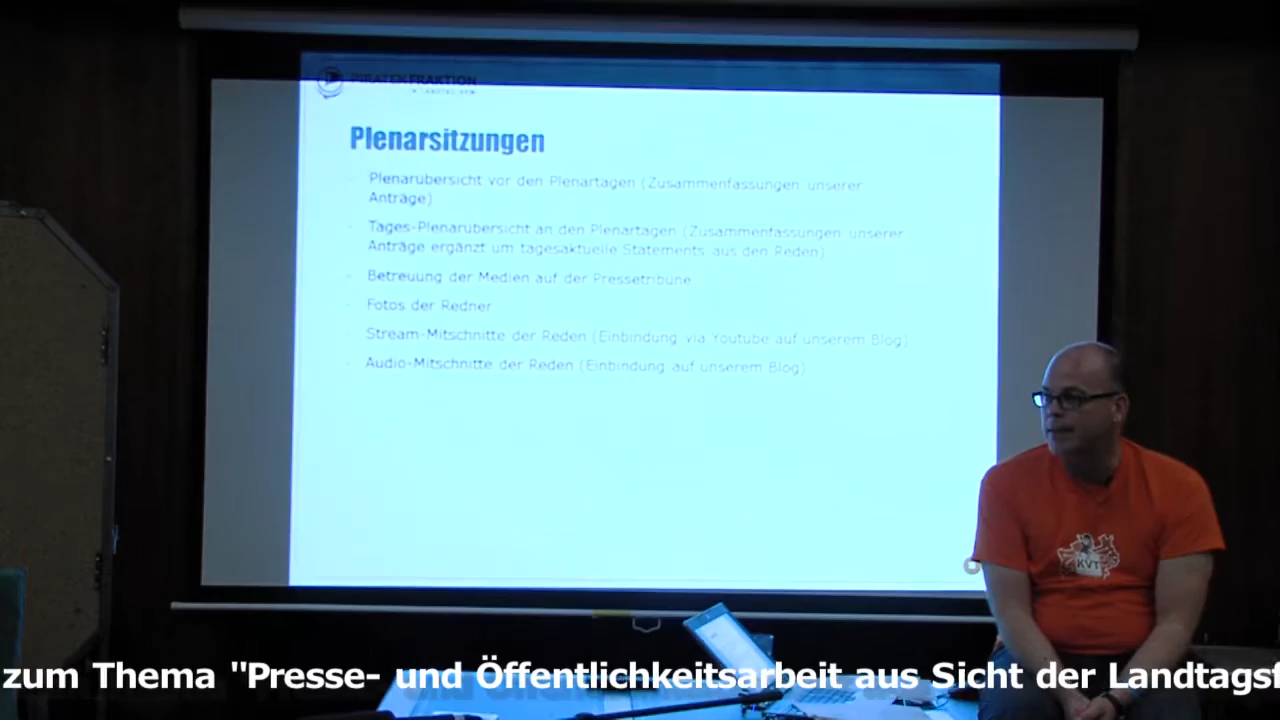 PIRATENFRAKTION
Plenarsitzungen
- Plenarübersicht vor den Plenartagen (Zusammenfassungen unserer
Anträge)
- Tages-Plenarübersicht an den Plenartagen (Zusammenfassungen unserer
Anträge ergänzt um tagesaktuelle Statements aus den Reden)
- Betreuung der Medien auf der Pressetribüne
- Fotos der Redner
- Stream-Mitschnitte der Reden (Einbindung via Youtube auf unserem Blog)
- Audio-Mitschnitte der Reden (Einbindung auf unserem Blog)
KVT
zum Thema "Presse- und Öffentlichkeitsarbeit aus Sicht der Landtagsf